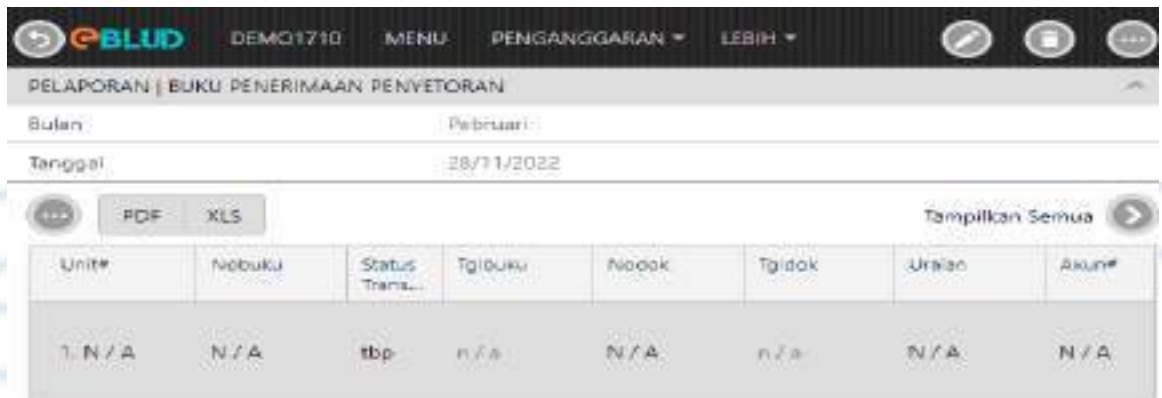 eBLUD DEMO1710 MENU PENGANGGARAN LEBIH
PELAPORAN | BUKU PENERIMAAN PENYETORAN
Bulan Pebruari
Tanggal 28/11/2022
PDF XLS Tampilkan Semua
Unit# Nobuku Status Tglbuku Nodok Tgldok Uraian Akun#
Trans...
1. N / A N / A tbp n / a N / A n / a N / A N / A